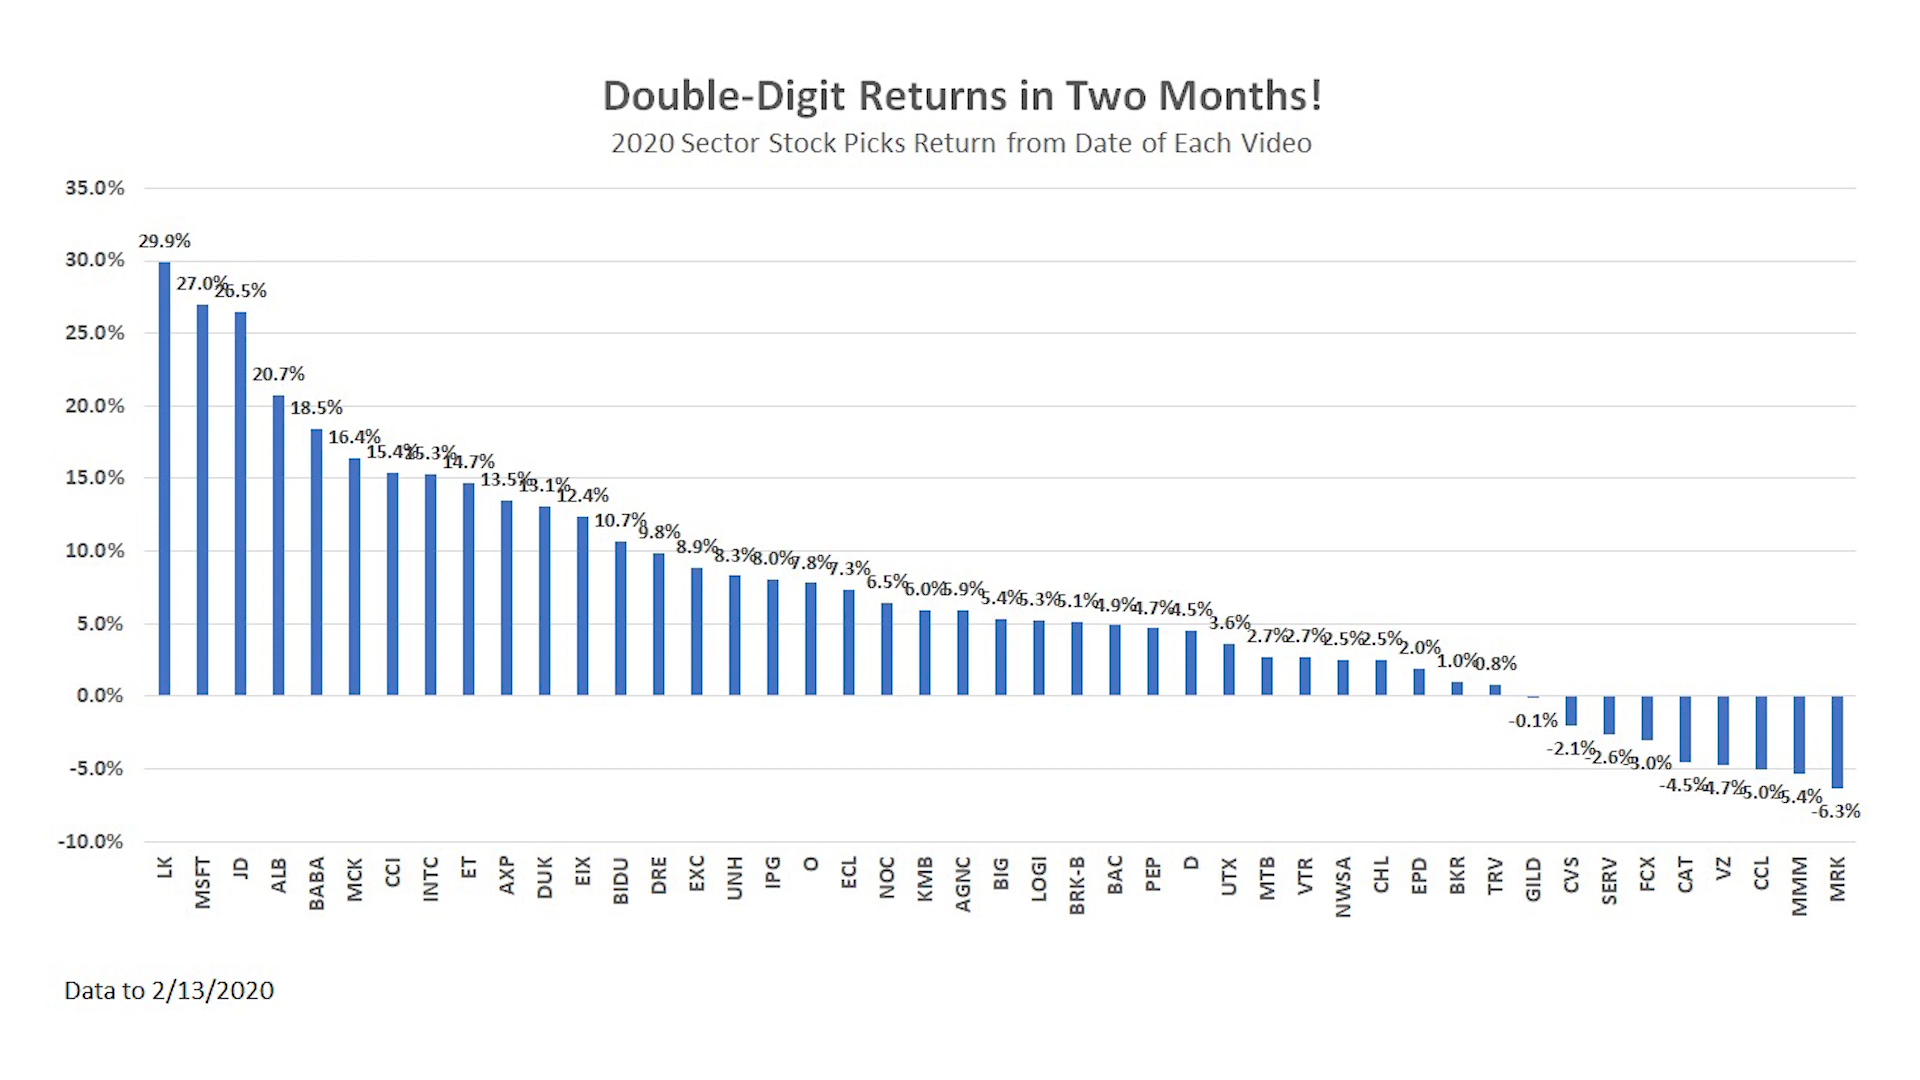 Double-Digit Returns in Two Months!
2020 Sector Stock Picks Return from Date of Each Video
35.0%
30.0%
25.0%
20.0%
15.0%
10.0%
5.0%
0.0%
-5.0%
-10.0%
29.9%
27.0%
26.5%
20.7%
18.5%
16.4%
15.4%
15.3%
14.7%
13.5%
13.1%
12.4%
10.7%
9.8%
8.9%
8.3%
8.0%
7.8%
7.3%
6.5%
6.0%
5.9%
5.4%
5.3%
5.1%
4.9%
4.7%
4.5%
3.6%
2.7%
2.7%
2.5%
2.5%
2.0%
1.0%
0.8%
-0.1%
-2.1%
-2.6%
-3.0%
-4.5%
-4.7%
-5.0%
-5.4%
-6.3%
LK
MSFT
JD
ALB
BABA
MCK
CCI
INTC
ET
AXP
DUK
EIX
BIDU
DRE
EXC
UNH
IPG
O
ECL
NOC
KMB
AGNC
BIG
LOGI
BRK-B
BAC
PEP
D
UTX
MTB
VTR
NWSA
CHL
EPD
BKR
TRV
GILD
CVS
SERV
FCX
CAT
VZ
CCL
MMM
MRK
Data to 2/13/2020